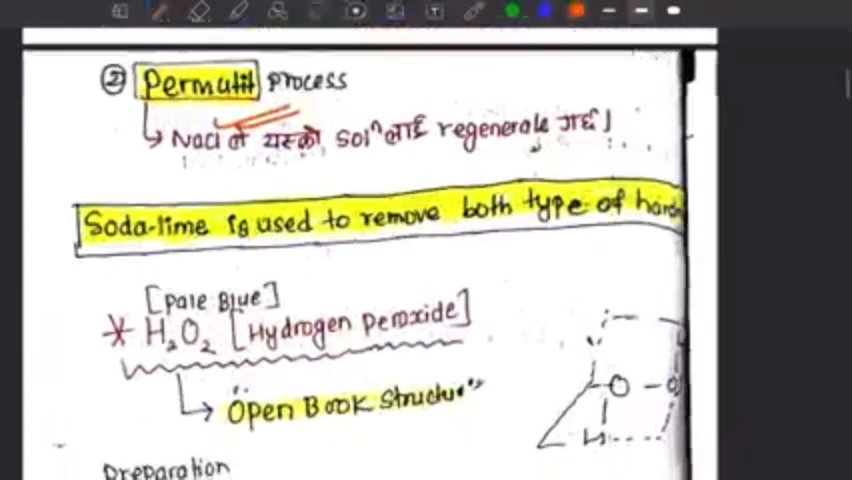 ② Permutit process
↳ NaCl ले यस्को solⁿ लाई regenerate गर्छ।
Soda-lime is used to remove both type of hard
[Pale Blue]
* H₂O₂ [Hydrogen peroxide]
↳ "Open Book Structure"
O - O
H
Preparation